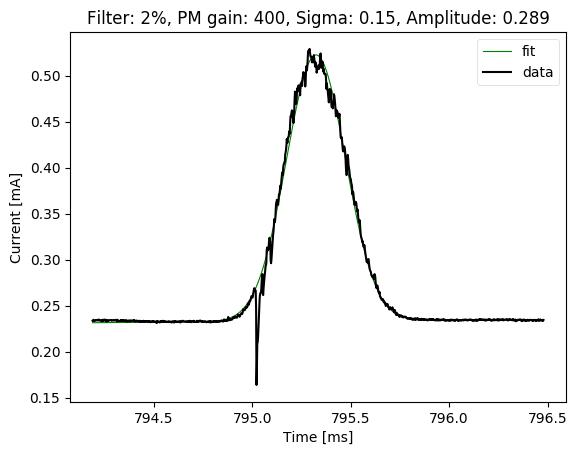 Filter: 2%, PM gain: 400, Sigma: 0.15, Amplitude: 0.289
fit
data
0.50
0.45
0.40
0.35
0.30
0.25
0.20
0.15
Current [mA]
794.5
795.0
795.5
796.0
796.5
Time [ms]